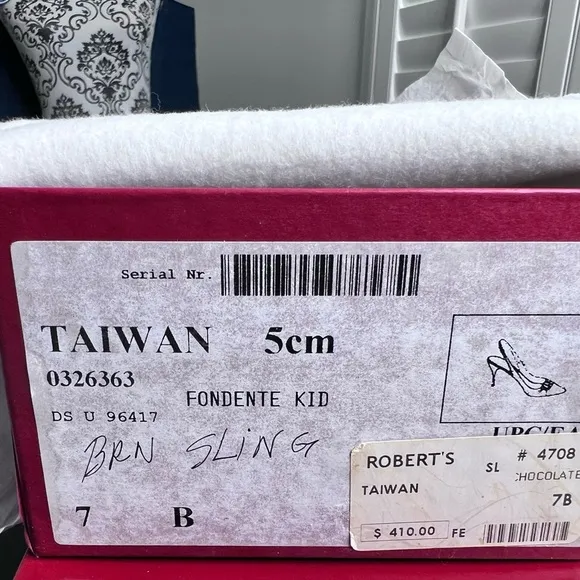 Serial Nr.
TAIWAN 5cm
0326363
FONDENTE KID
DS U 96417
BRN SLING
7 B
ROBERT'S SL # 4708
TAIWAN CHOCOLATE
7B
$ 410.00 FE